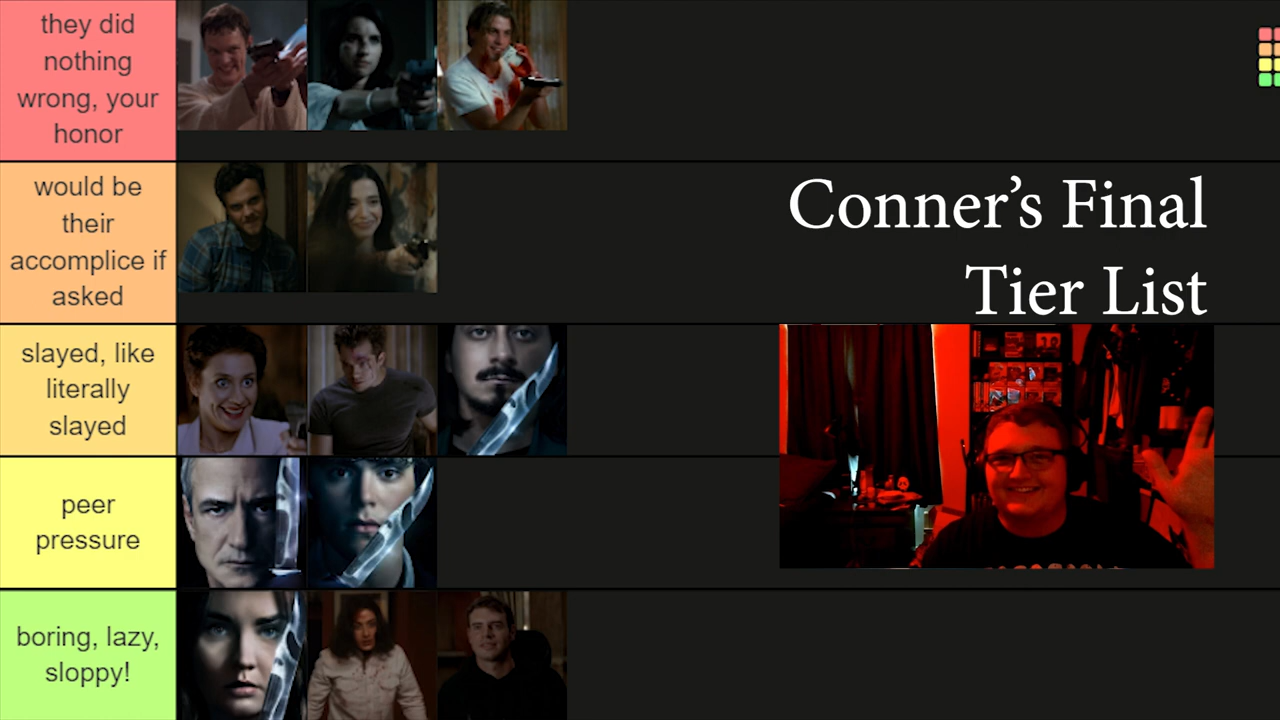 they did
nothing
wrong, your
honor
would be
their
accomplice if
asked
slayed, like
literally
slayed
peer
pressure
boring, lazy,
sloppy!
Conner’s Final
Tier List